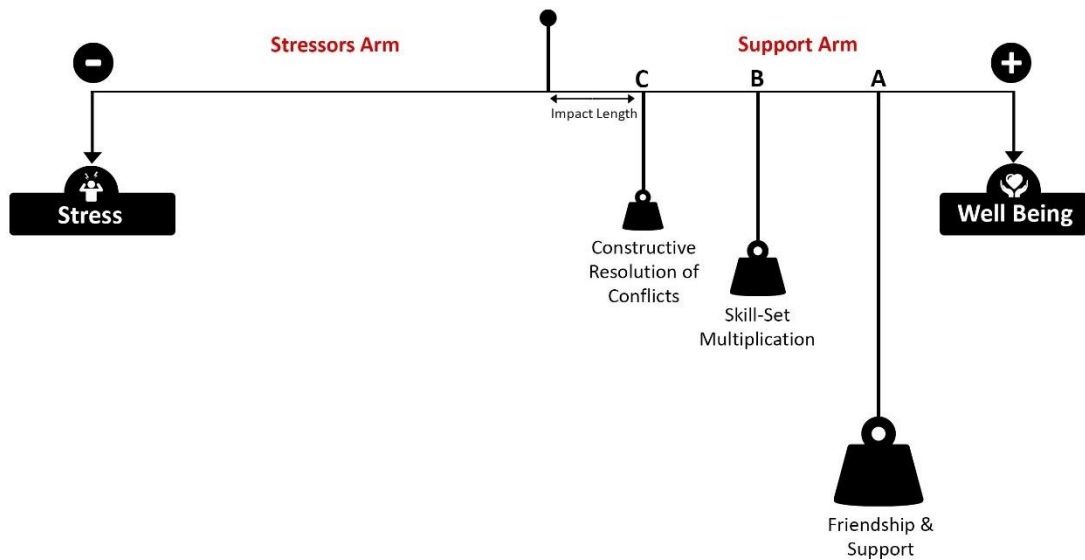 Stressors Arm
Support Arm
-
+
C
B
A
Impact Length
Stress
Well Being
Constructive
Resolution of
Conflicts
Skill-Set
Multiplication
Friendship &
Support